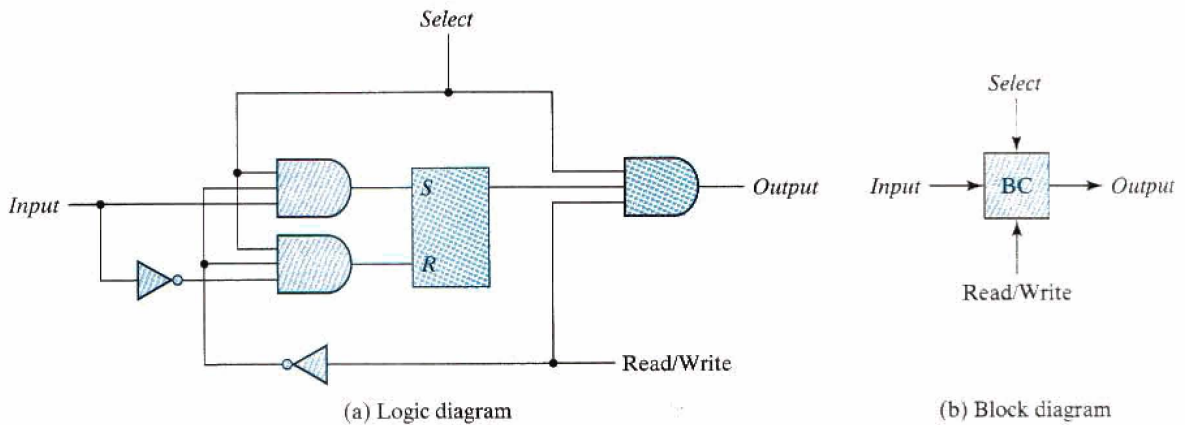 Select
Input
S
R
Output
Read/Write
(a) Logic diagram
Select
Input
BC
Output
Read/Write
(b) Block diagram